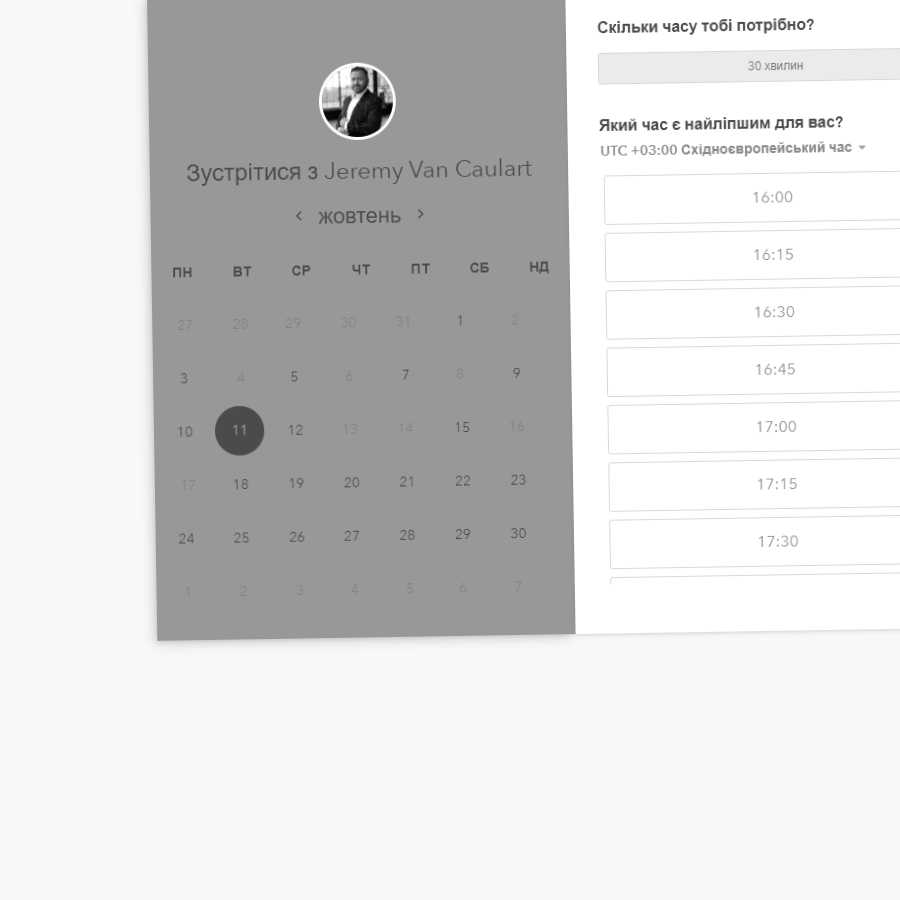 Зустрітися з Jeremy Van Caulart
‹ жовтень ›
ПН ВТ СР ЧТ ПТ СБ НД
27 28 29 30 31 1 2
3 4 5 6 7 8 9
10 11 12 13 14 15 16
17 18 19 20 21 22 23
24 25 26 27 28 29 30
1 2 3 4 5 6 7
Скільки часу тобі потрібно?
30 хвилин
Який час є найліпшим для вас?
UTC +03:00 Східноєвропейський час
16:00
16:15
16:30
16:45
17:00
17:15
17:30